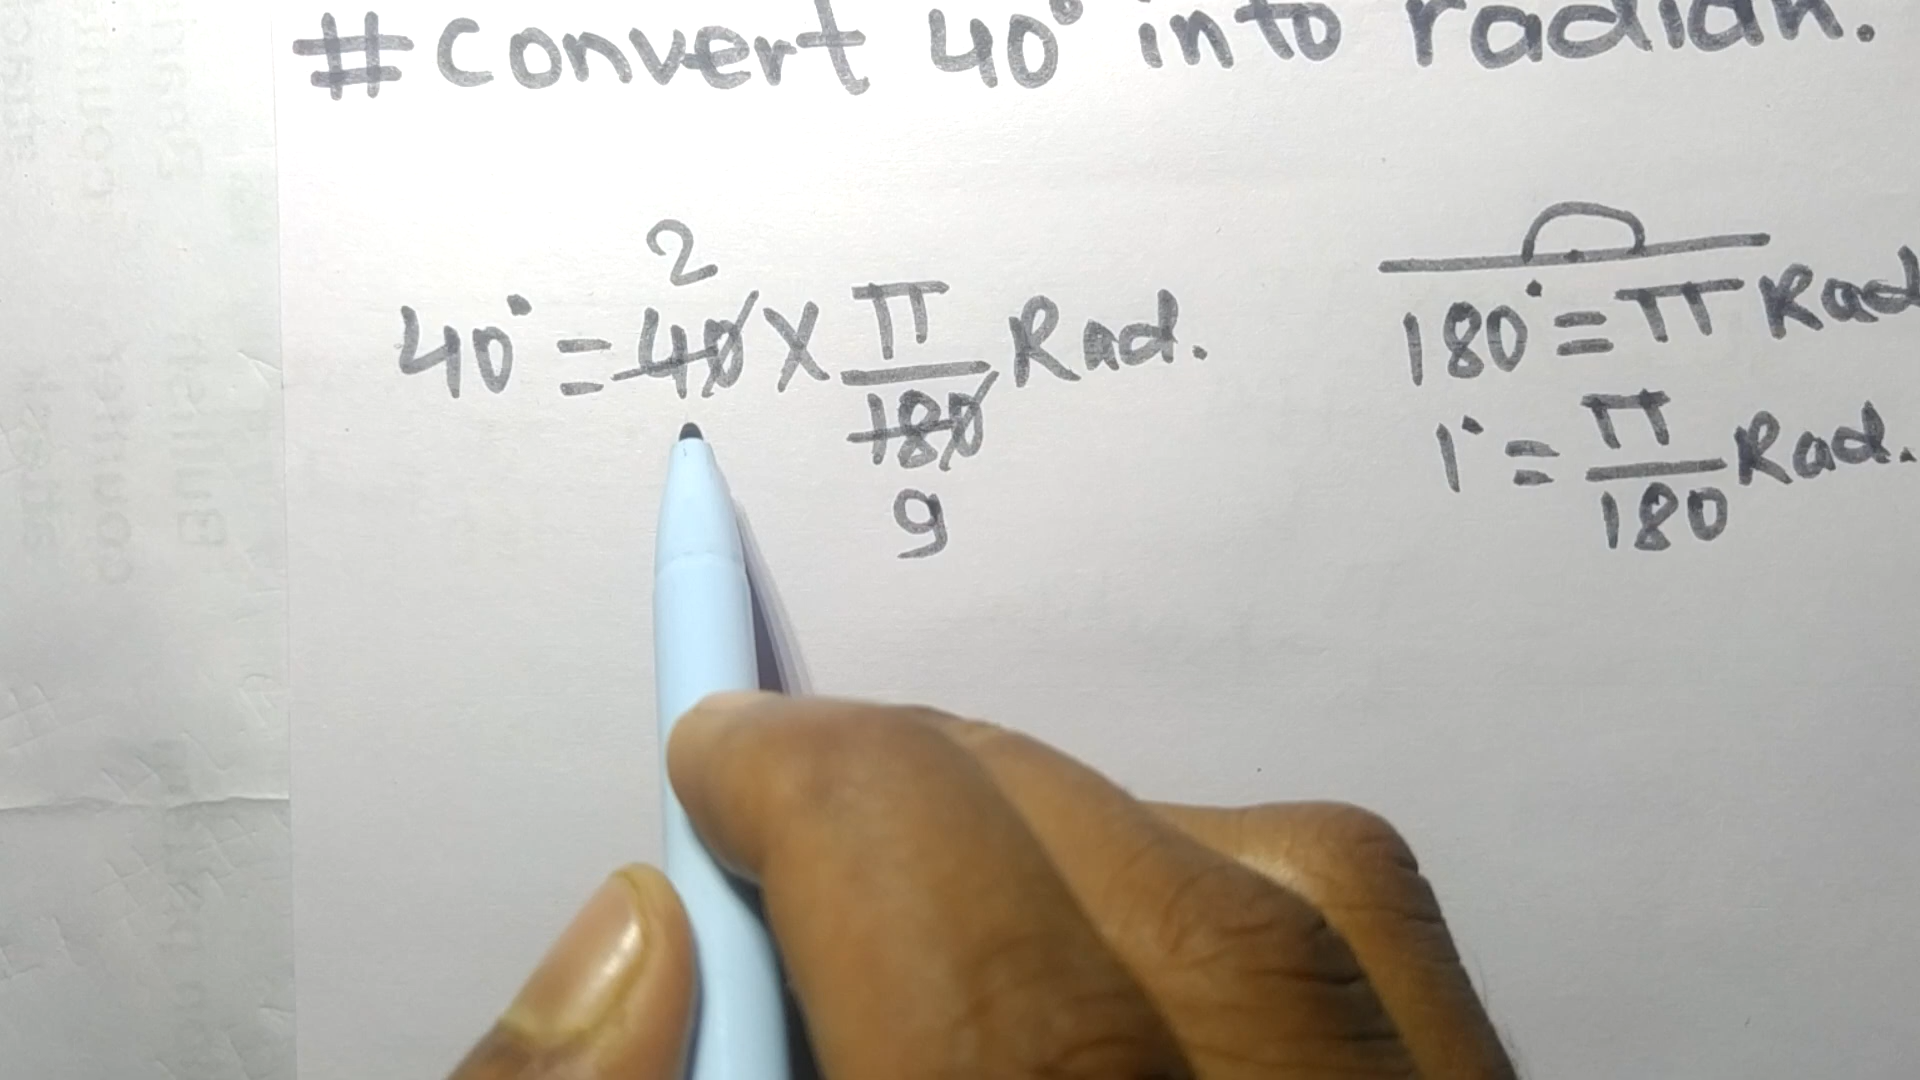 #Convert 40° into radian.
2
40° = 40 × π/180 Rad.
9
180° = π Rad
1° = π/180 Rad.